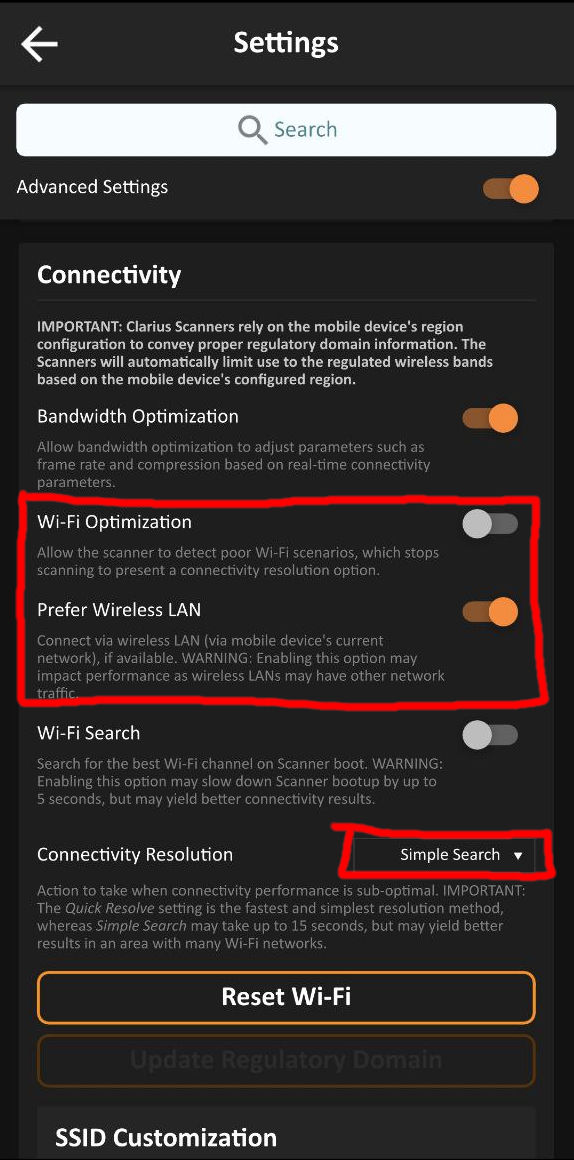 Settings
Search
Advanced Settings
Connectivity
IMPORTANT: Clarius Scanners rely on the mobile device's region
configuration to convey proper regulatory domain information. The
Scanners will automatically limit use to the regulated wireless bands
based on the mobile device's configured region.
Bandwidth Optimization
Allow bandwidth optimization to adjust parameters such as
frame rate and compression based on real-time connectivity
parameters.
Wi-Fi Optimization
Allow the scanner to detect poor Wi-Fi scenarios, which stops
scanning to present a connectivity resolution option.
Prefer Wireless LAN
Connect via wireless LAN (via mobile device's current
network), if available. WARNING: Enabling this option may
impact performance as wireless LANs may have other network
traffic.
Wi-Fi Search
Search for the best Wi-Fi channel on Scanner boot. WARNING:
Enabling this option may slow down Scanner bootup by up to
5 seconds, but may yield better connectivity results.
Connectivity Resolution
Simple Search
Action to take when connectivity performance is sub-optimal. IMPORTANT:
The Quick Resolve setting is the fastest and simplest resolution method,
whereas Simple Search may take up to 15 seconds, but may yield better
results in an area with many Wi-Fi networks.
Reset Wi-Fi
Update Regulatory Domain
SSID Customization